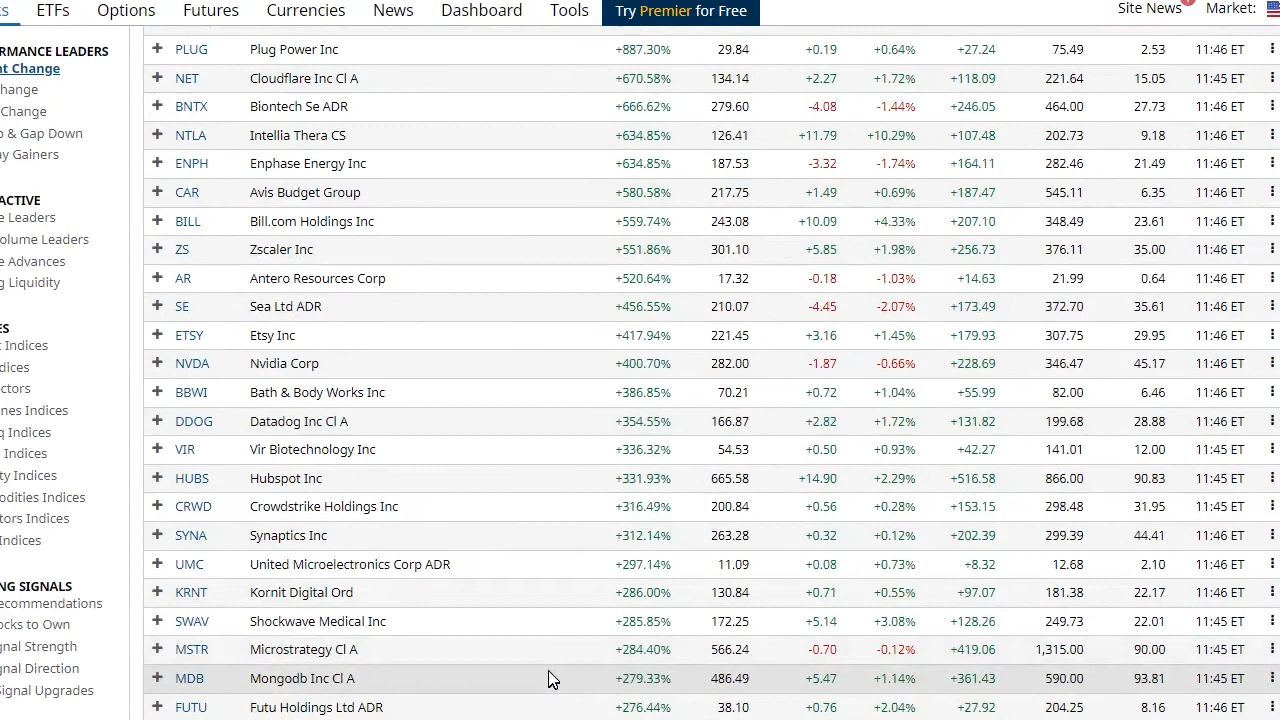 s ETFs Options Futures Currencies News Dashboard Tools Try Premier for Free Site News Market:
RMANCE LEADERS
nt Change
hange
Change
o & Gap Down
ay Gainers
ACTIVE
e Leaders
olume Leaders
e Advances
g Liquidity
ES
t Indices
dices
ctors
nes Indices
q Indices
Indices
ty Indices
odities Indices
tors Indices
Indices
NG SIGNALS
ecommendations
ocks to Own
gnal Strength
gnal Direction
Signal Upgrades
PLUG Plug Power Inc +887.30% 29.84 +0.19 +0.64% +27.24 75.49 2.53 11:46 ET
NET Cloudflare Inc Cl A +670.58% 134.14 +2.27 +1.72% +118.09 221.64 15.05 11:45 ET
BNTX Biontech Se ADR +666.62% 279.60 -4.08 -1.44% +246.05 464.00 27.73 11:46 ET
NTLA Intellia Thera CS +634.85% 126.41 +11.79 +10.29% +107.48 202.73 9.18 11:46 ET
ENPH Enphase Energy Inc +634.85% 187.53 -3.32 -1.74% +164.11 282.46 21.49 11:46 ET
CAR Avis Budget Group +580.58% 217.75 +1.49 +0.69% +187.47 545.11 6.35 11:46 ET
BILL Bill.com Holdings Inc +559.74% 243.08 +10.09 +4.33% +207.10 348.49 23.61 11:46 ET
ZS Zscaler Inc +551.86% 301.10 +5.85 +1.98% +256.73 376.11 35.00 11:46 ET
AR Antero Resources Corp +520.64% 17.32 -0.18 -1.03% +14.63 21.99 0.64 11:46 ET
SE Sea Ltd ADR +456.55% 210.07 -4.45 -2.07% +173.49 372.70 35.61 11:46 ET
ETSY Etsy Inc +417.94% 221.45 +3.16 +1.45% +179.93 307.75 29.95 11:46 ET
NVDA Nvidia Corp +400.70% 282.00 -1.87 -0.66% +228.69 346.47 45.17 11:46 ET
BBWI Bath & Body Works Inc +386.85% 70.21 +0.72 +1.04% +55.99 82.00 6.46 11:46 ET
DDOG Datadog Inc Cl A +354.55% 166.87 +2.82 +1.72% +131.82 199.68 28.88 11:46 ET
VIR Vir Biotechnology Inc +336.32% 54.53 +0.50 +0.93% +42.27 141.01 12.00 11:45 ET
HUBS Hubspot Inc +331.93% 665.58 +14.90 +2.29% +516.58 866.00 90.83 11:45 ET
CRWD Crowdstrike Holdings Inc +316.49% 200.84 +0.56 +0.28% +153.15 298.48 31.95 11:45 ET
SYNA Synaptics Inc +312.14% 263.28 +0.32 +0.12% +202.39 299.39 44.41 11:46 ET
UMC United Microelectronics Corp ADR +297.14% 11.09 +0.08 +0.73% +8.32 12.68 2.10 11:46 ET
KRNT Kornit Digital Ord +286.00% 130.84 +0.71 +0.55% +97.07 181.38 22.17 11:46 ET
SWAV Shockwave Medical Inc +285.85% 172.25 +5.14 +3.08% +128.26 249.73 22.01 11:45 ET
MSTR Microstrategy Cl A +284.40% 566.24 -0.70 -0.12% +419.06 1,315.00 90.00 11:45 ET
MDB Mongodb Inc Cl A +279.33% 486.49 +5.47 +1.14% +361.43 590.00 93.81 11:45 ET
FUTU Futu Holdings Ltd ADR +276.44% 38.10 +0.76 +2.04% +27.92 204.25 8.16 11:45 ET